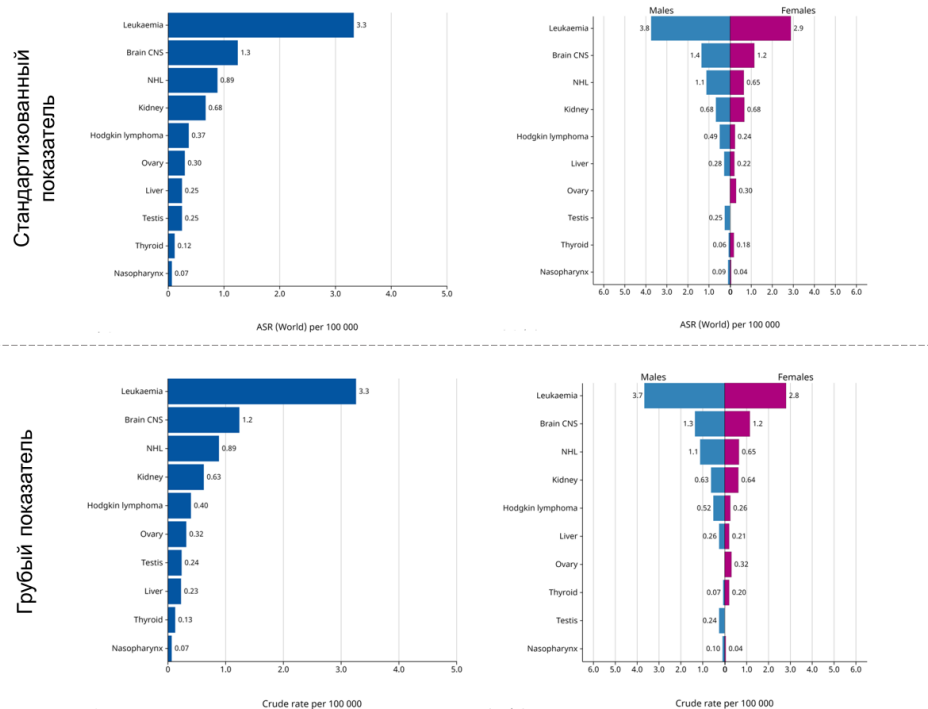 Стандартизованный
показатель
Leukaemia 3.3
Brain CNS 1.3
NHL 0.89
Kidney 0.68
Hodgkin lymphoma 0.37
Ovary 0.30
Liver 0.25
Testis 0.25
Thyroid 0.12
Nasopharynx 0.07
0 1.0 2.0 3.0 4.0 5.0
ASR (World) per 100 000
Males Females
Leukaemia 3.8 2.9
Brain CNS 1.4 1.2
NHL 1.1 0.65
Kidney 0.68 0.68
Hodgkin lymphoma 0.49 0.24
Liver 0.28 0.22
Ovary 0.30
Testis 0.25
Thyroid 0.06 0.18
Nasopharynx 0.09 0.04
6.0 5.0 4.0 3.0 2.0 1.0 0 1.0 2.0 3.0 4.0 5.0 6.0
ASR (World) per 100 000
Грубый показатель
Leukaemia 3.3
Brain CNS 1.2
NHL 0.89
Kidney 0.63
Hodgkin lymphoma 0.40
Ovary 0.32
Testis 0.24
Liver 0.23
Thyroid 0.13
Nasopharynx 0.07
0 1.0 2.0 3.0 4.0 5.0
Crude rate per 100 000
Males Females
Leukaemia 3.7 2.8
Brain CNS 1.3 1.2
NHL 1.1 0.65
Kidney 0.63 0.64
Hodgkin lymphoma 0.52 0.26
Liver 0.26 0.21
Ovary 0.32
Thyroid 0.07 0.20
Testis 0.24
Nasopharynx 0.10 0.04
6.0 5.0 4.0 3.0 2.0 1.0 0 1.0 2.0 3.0 4.0 5.0 6.0
Crude rate per 100 000